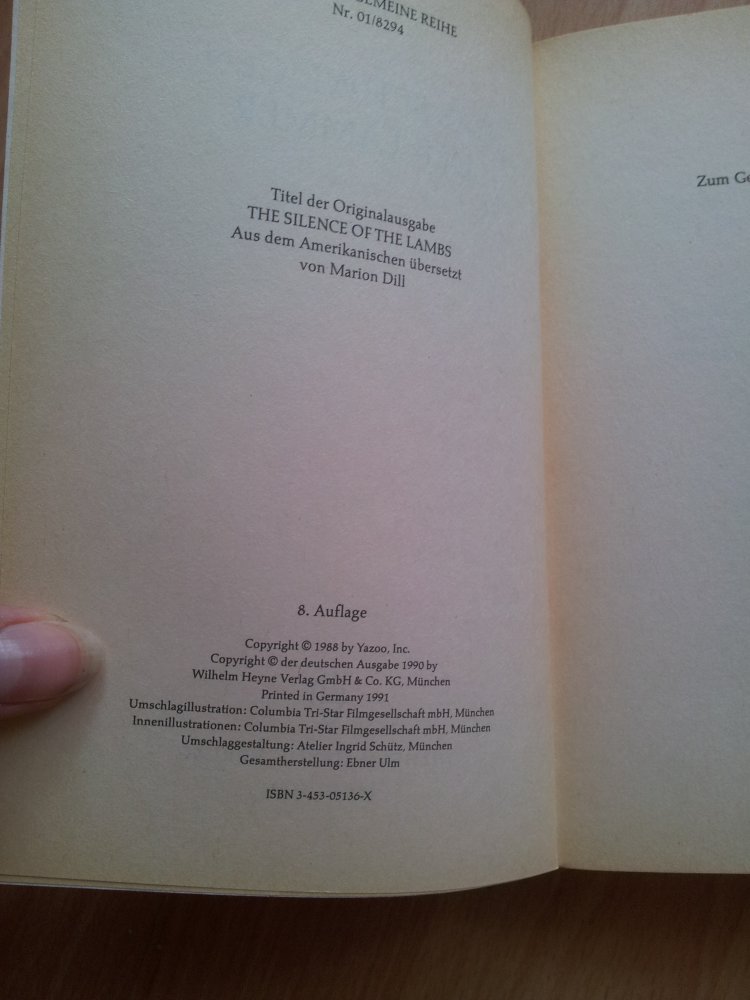 EMEINE REIHE
Nr. 01/8294
Titel der Originalausgabe
THE SILENCE OF THE LAMBS
Aus dem Amerikanischen übersetzt
von Marion Dill
8. Auflage
Copyright © 1988 by Yazoo, Inc.
Copyright © der deutschen Ausgabe 1990 by
Wilhelm Heyne Verlag GmbH & Co. KG, München
Printed in Germany 1991
Umschlagillustration: Columbia Tri-Star Filmgesellschaft mbH, München
Innenillustrationen: Columbia Tri-Star Filmgesellschaft mbH, München
Umschlaggestaltung: Atelier Ingrid Schütz, München
Gesamtherstellung: Ebner Ulm
ISBN 3-453-05136-X
Zum Ge